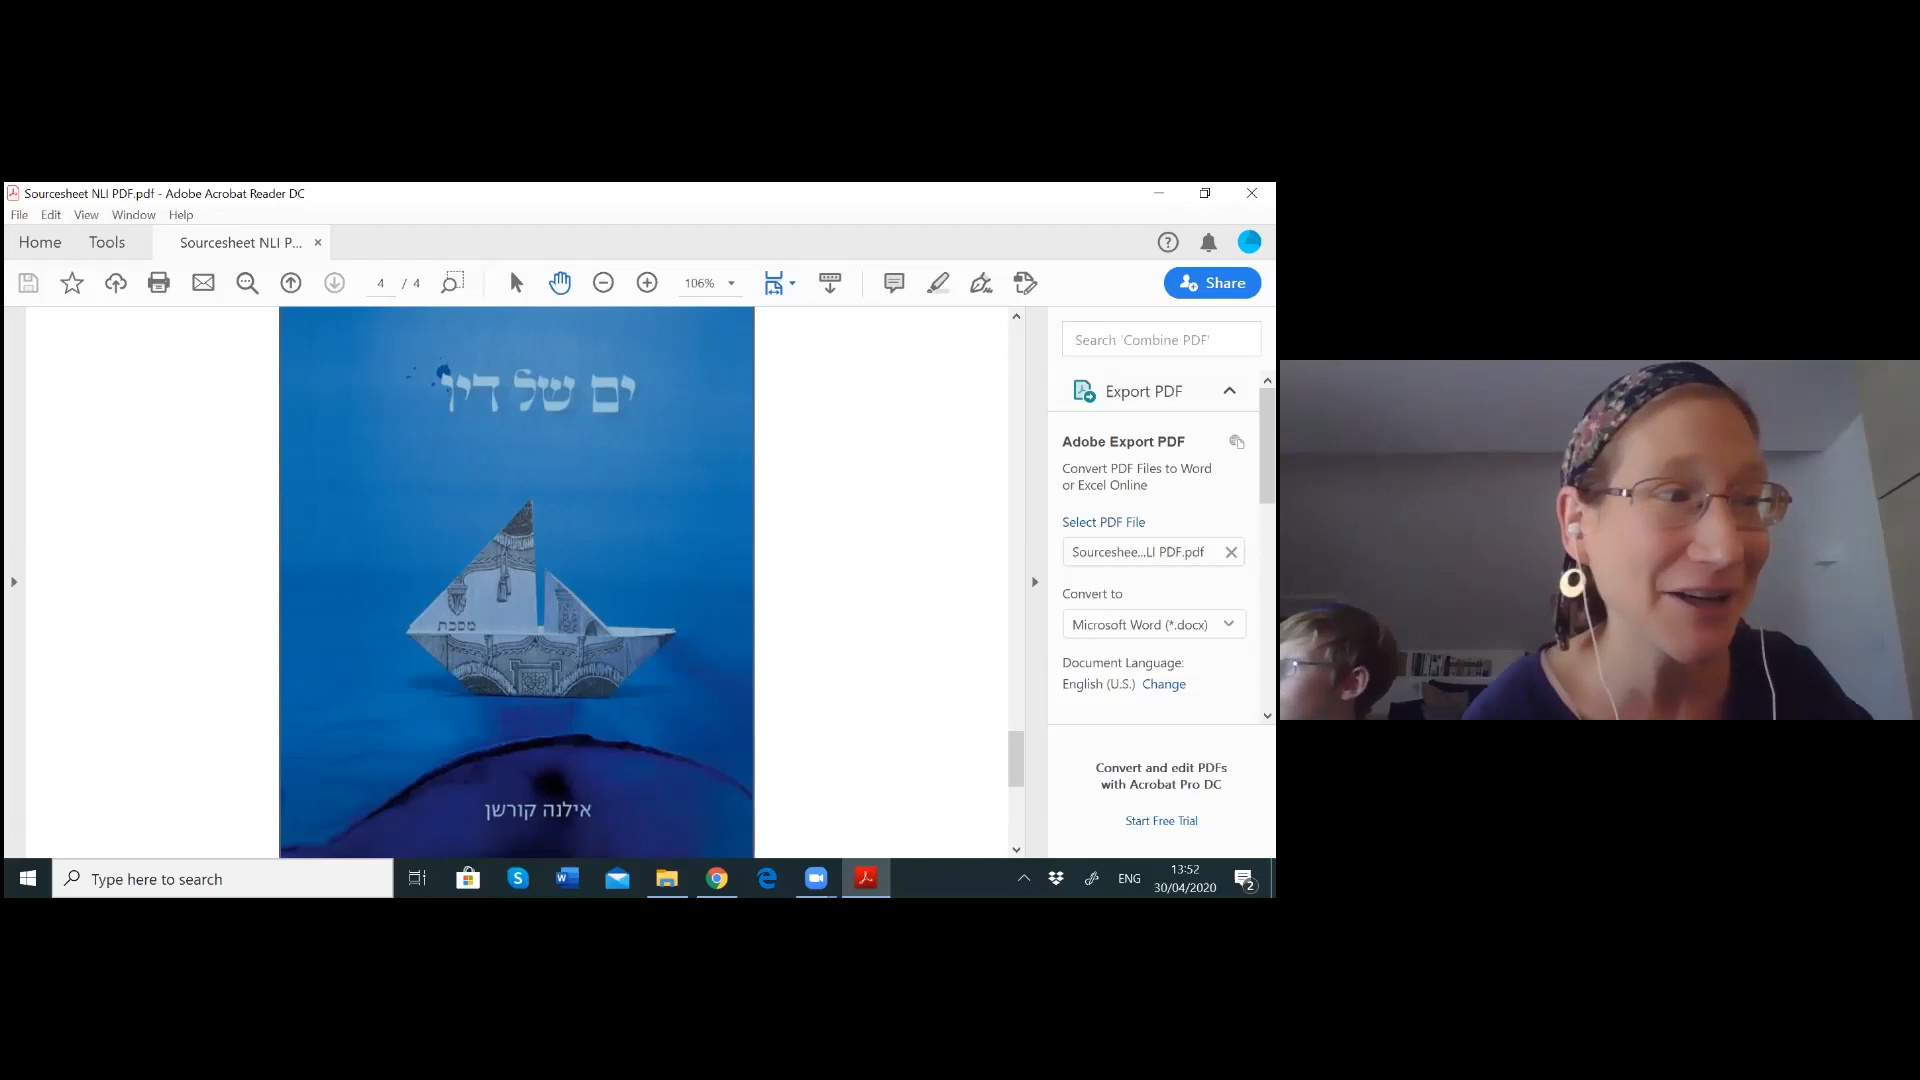 Sourcesheet NLI PDF.pdf - Adobe Acrobat Reader DC
File Edit View Window Help
Home Tools Sourcesheet NLI P...
4 / 4 106% Share
ים של דיו
מסכת
אילנה קורשן
Search 'Combine PDF'
Export PDF
Adobe Export PDF
Convert PDF Files to Word
or Excel Online
Select PDF File
Sourceshee...LI PDF.pdf
Convert to
Microsoft Word (*.docx)
Document Language:
English (U.S.) Change
Convert and edit PDFs
with Acrobat Pro DC
Start Free Trial
Type here to search
ENG
13:52
30/04/2020
2